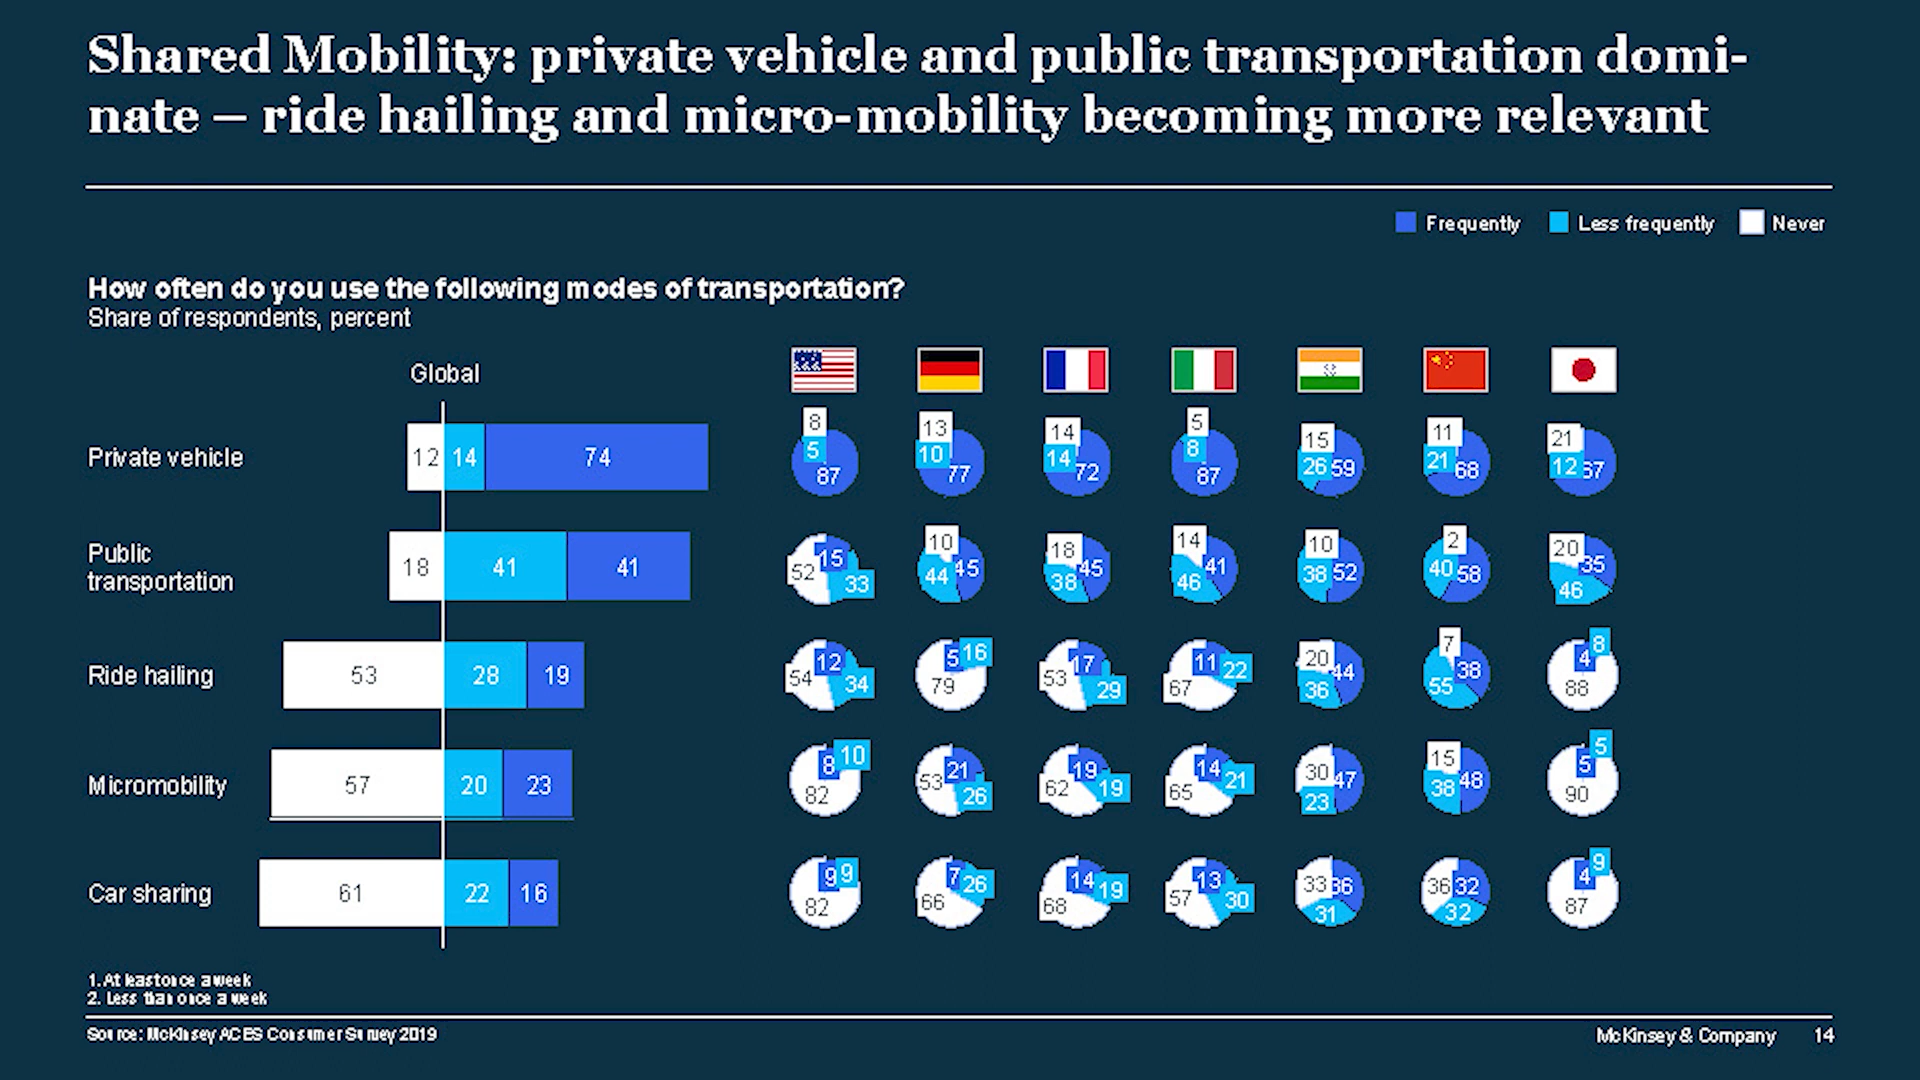 Shared Mobility: private vehicle and public transportation domi-
nate – ride hailing and micro-mobility becoming more relevant
Frequently Less frequently Never
How often do you use the following modes of transportation?
Share of respondents, percent
Global
Private vehicle 12 14 74
8 5 87
13 10 77
14 14 72
5 8 87
15 26 59
11 21 68
21 12 67
Public
transportation
18 41 41
52 15 33
10 44 45
18 38 45
14 46 41
10 38 52
2 40 58
20 35 46
Ride hailing 53 28 19
54 12 34
5 16 79
53 17 29
67 11 22
20 44 36
7 38 55
4 8 88
Micromobility 57 20 23
8 10 82
53 21 26
62 19 19
65 14 21
30 47 23
15 38 48
5 5 90
Car sharing 61 22 16
9 9 82
7 26 66
14 19 68
57 13 30
33 36 31
36 32 32
4 9 87
1. At least once a week
2. Less than once a week
Source: McKinsey ACES Consumer Survey 2019
McKinsey & Company 14